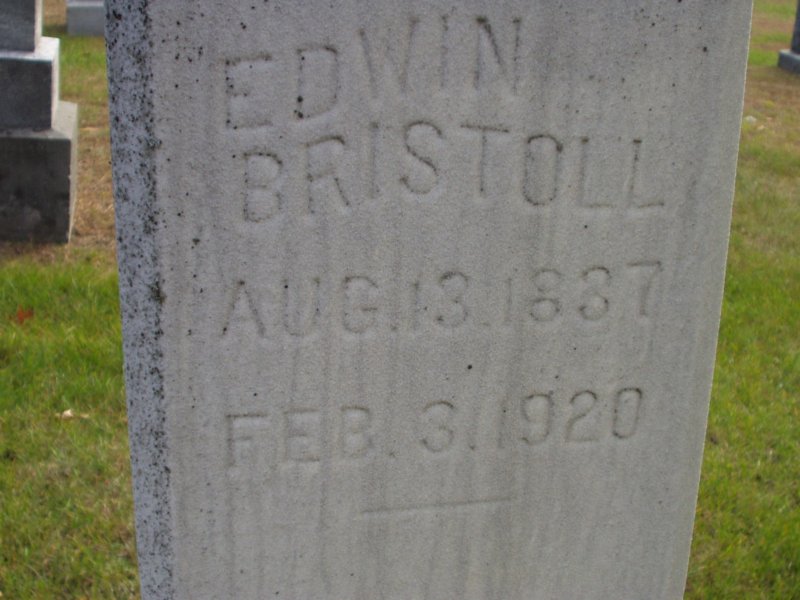 EDWIN
BRISTOLL
AUG. 13. 1837
FEB. 3. 1920